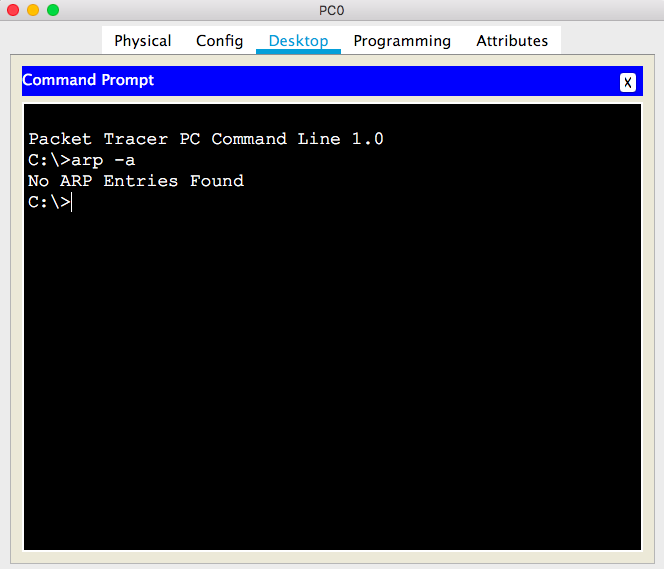 PC0
Physical Config Desktop Programming Attributes
Command Prompt
X
Packet Tracer PC Command Line 1.0
C:\>arp -a
No ARP Entries Found
C:\>